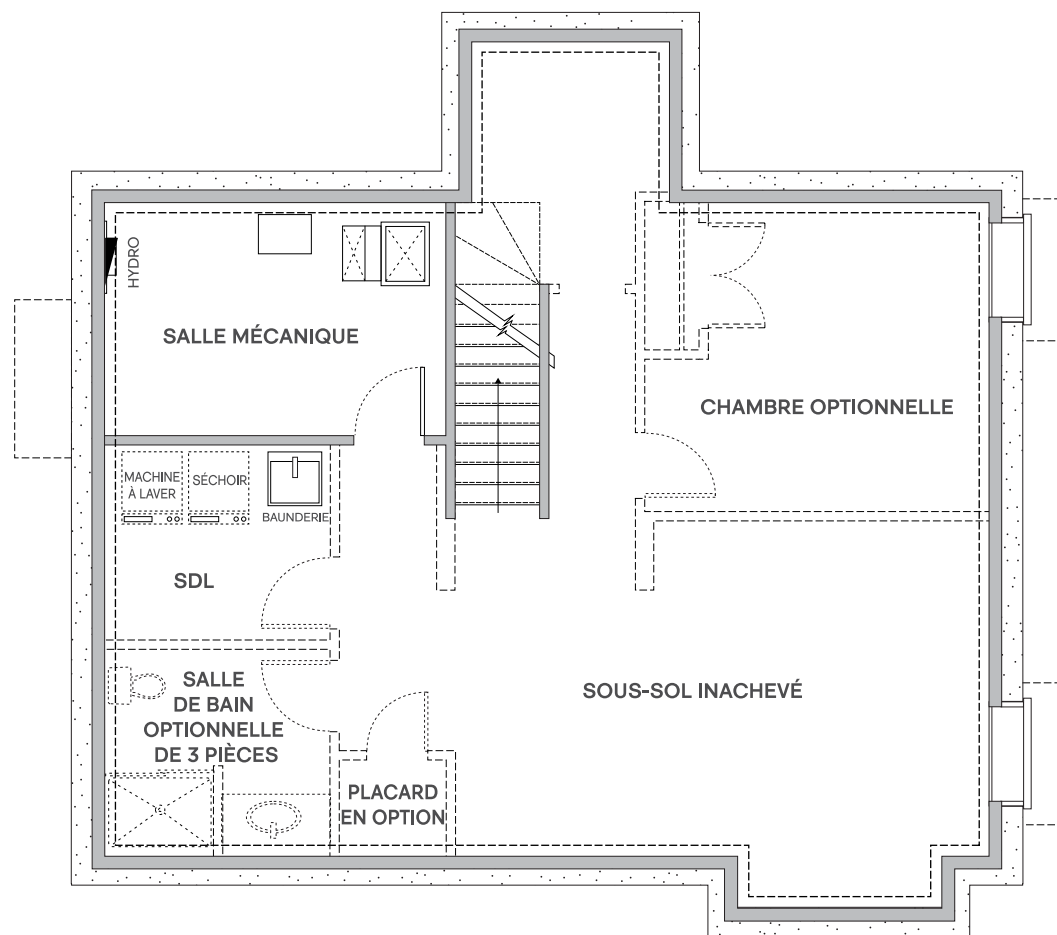 HYDRO
SALLE MÉCANIQUE
CHAMBRE OPTIONNELLE
MACHINE
À LAVER
SÉCHOIR
BAUNDERIE
SDL
SALLE
DE BAIN
OPTIONNELLE
DE 3 PIÈCES
SOUS-SOL INACHEVÉ
PLACARD
EN OPTION